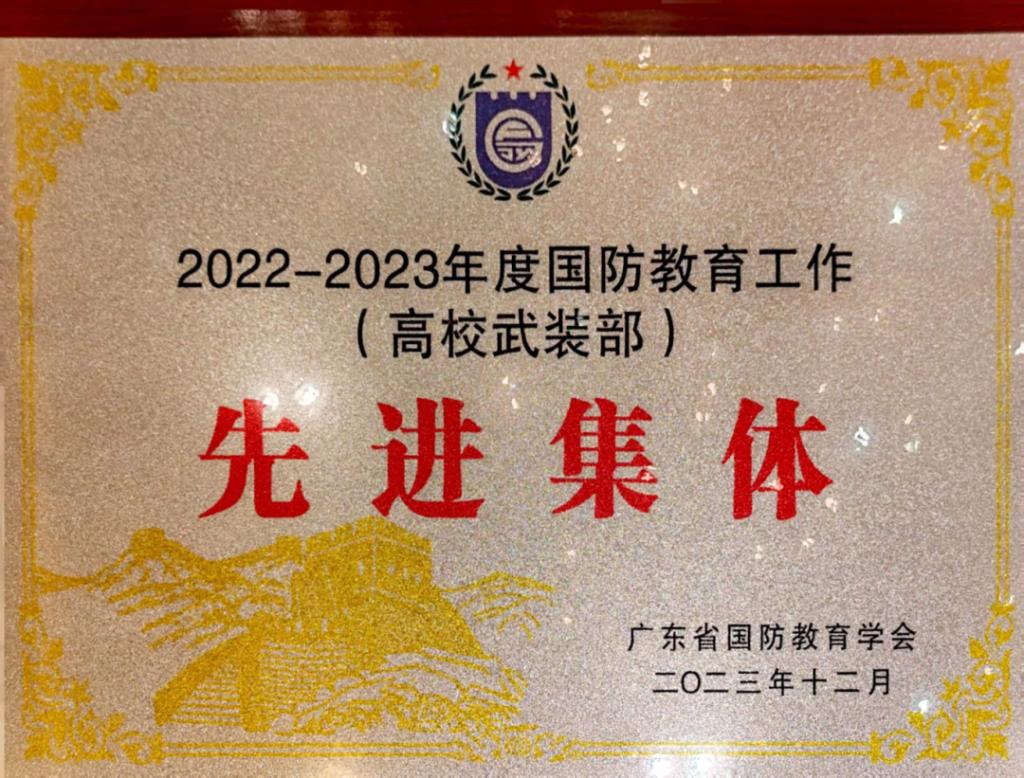 2022-2023年度国防教育工作
(高校武装部)
先进集体
广东省国防教育学会
二〇二三年十二月